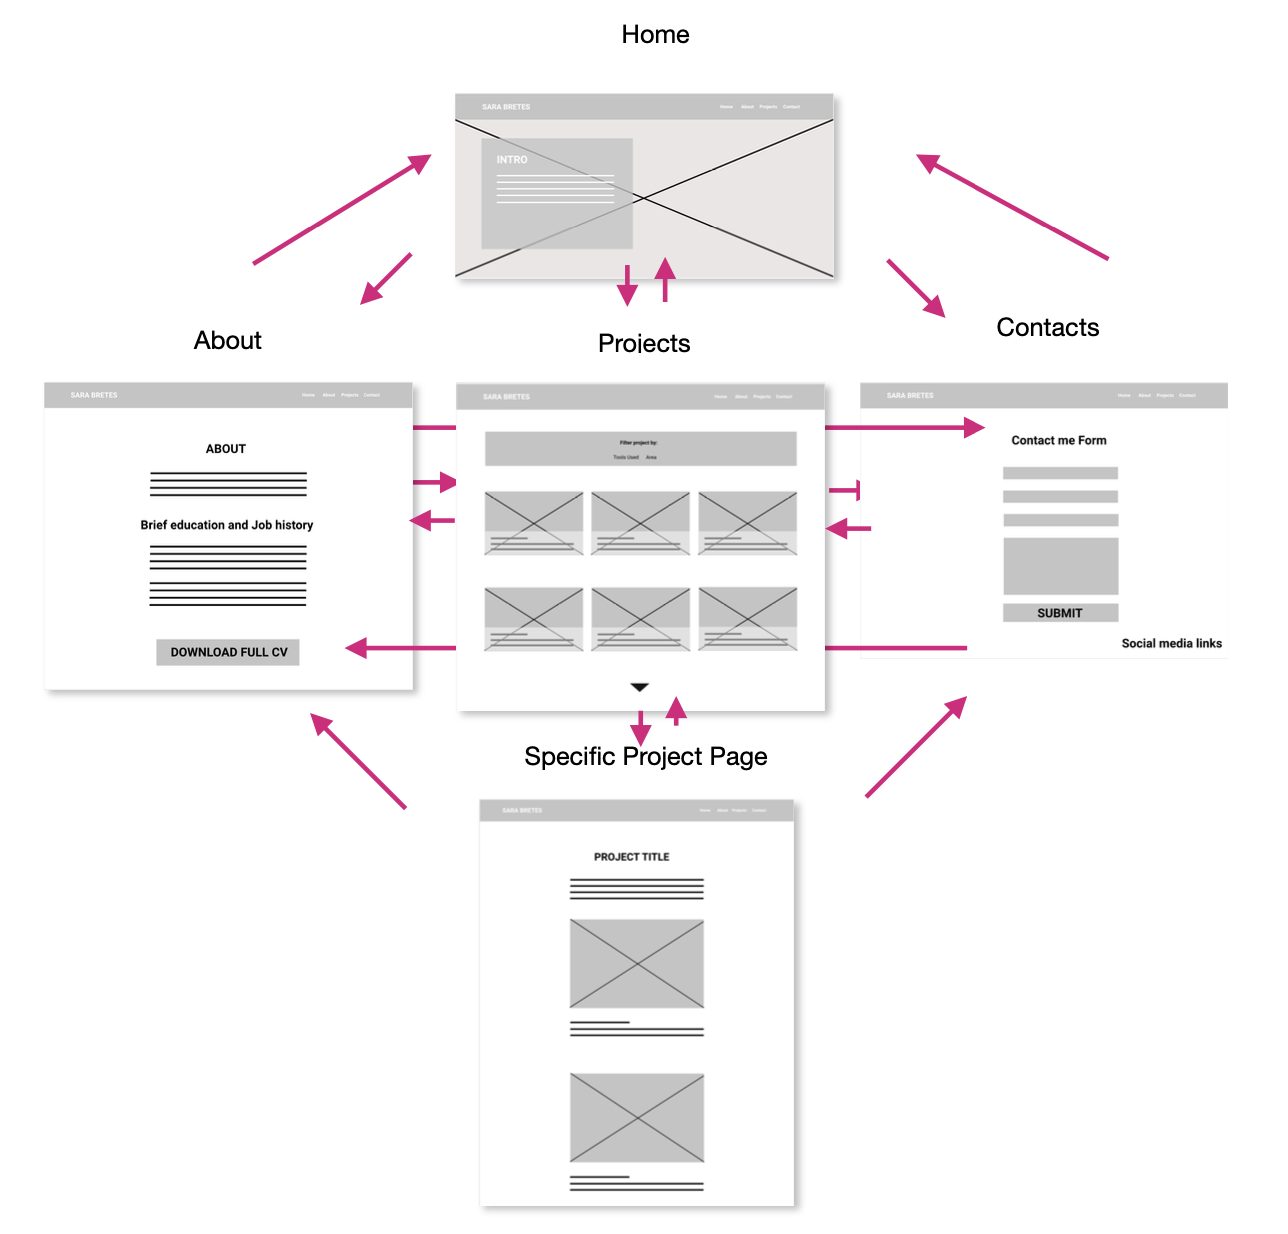 Home
SARA BRETES
Home About Projects Contact
INTRO
About
Projects
Contacts
SARA BRETES
Home About Projects Contact
ABOUT
Brief education and Job history
DOWNLOAD FULL CV
SARA BRETES
Home About Projects Contact
Filter project by:
Tools Used Area
SARA BRETES
Home About Projects Contact
Contact me Form
SUBMIT
Social media links
Specific Project Page
SARA BRETES
Home About Projects Contact
PROJECT TITLE